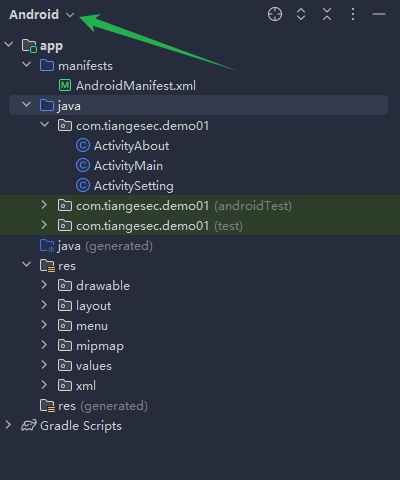 Android
app
manifests
AndroidManifest.xml
java
com.tiangesec.demo01
ActivityAbout
ActivityMain
ActivitySetting
com.tiangesec.demo01 (androidTest)
com.tiangesec.demo01 (test)
java (generated)
res
drawable
layout
menu
mipmap
values
xml
res (generated)
Gradle Scripts